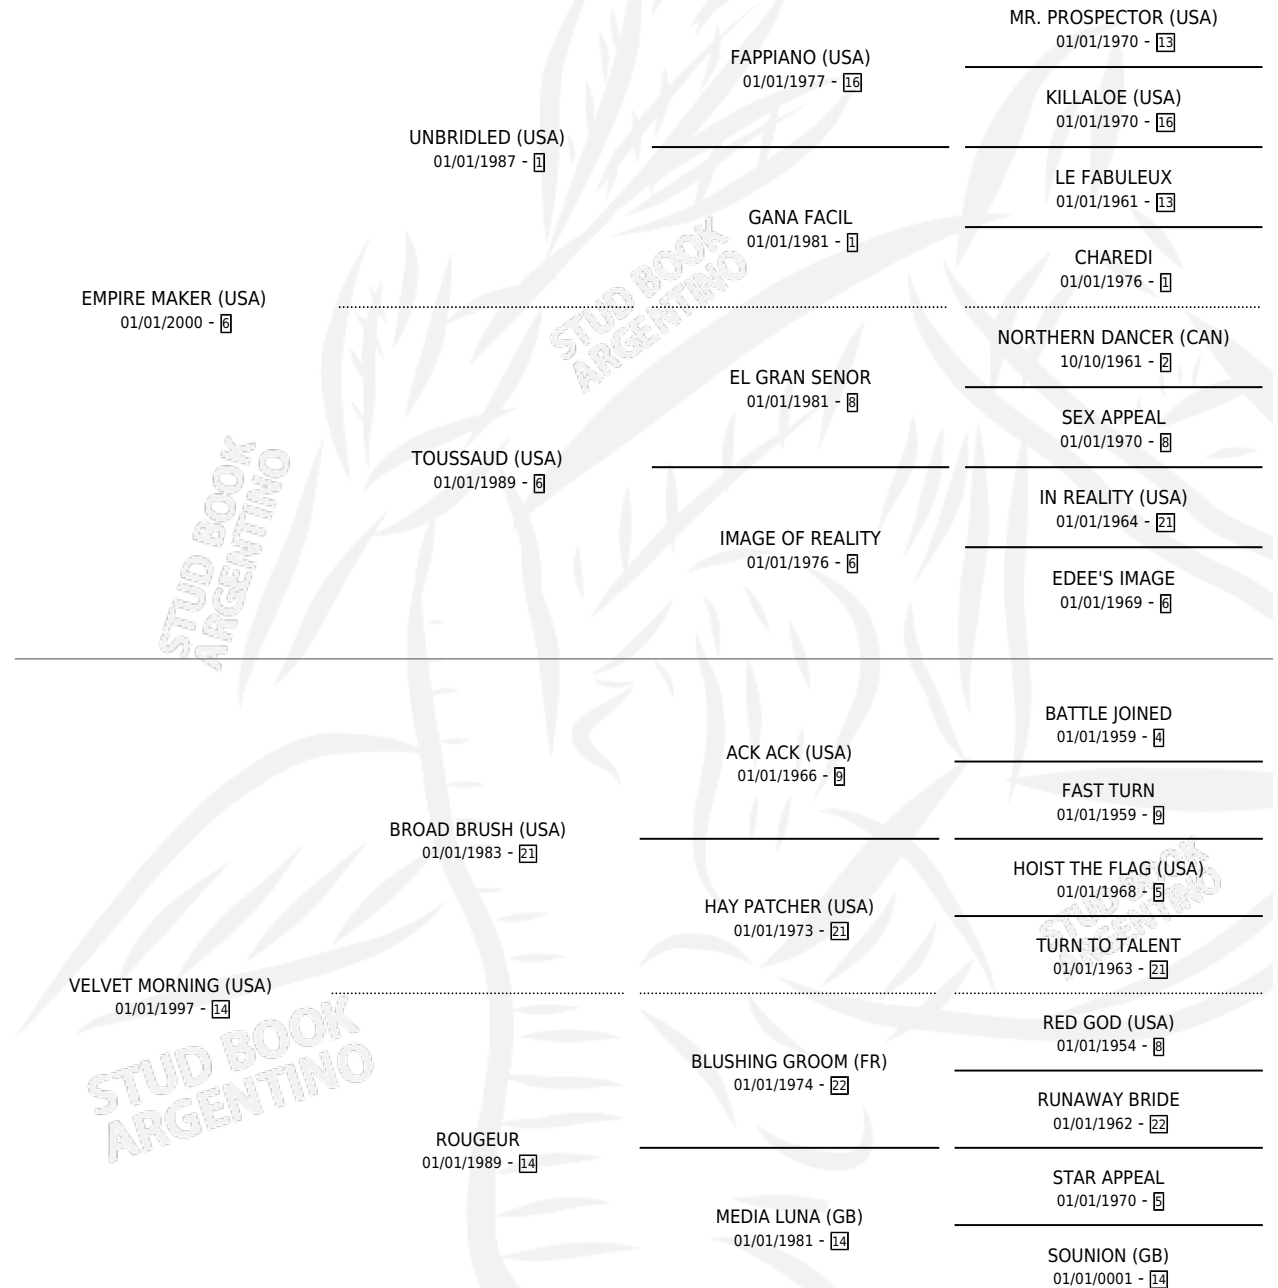 MR. PROSPECTOR (USA)
01/01/1970 - 13
FAPPIANO (USA)
01/01/1977 - 16
KILLALOE (USA)
01/01/1970 - 16
UNBRIDLED (USA)
01/01/1987 - 1
LE FABULEUX
01/01/1961 - 13
GANA FACIL
01/01/1981 - 1
CHAREDI
01/01/1976 - 1
EMPIRE MAKER (USA)
01/01/2000 - 6
NORTHERN DANCER (CAN)
10/10/1961 - 2
EL GRAN SENOR
01/01/1981 - 8
SEX APPEAL
01/01/1970 - 8
TOUSSAUD (USA)
01/01/1989 - 6
IN REALITY (USA)
01/01/1964 - 21
IMAGE OF REALITY
01/01/1976 - 6
EDEE'S IMAGE
01/01/1969 - 6
STUD BOOK
ARGENTINO
STUD BOOK
ARGENTINO
BATTLE JOINED
01/01/1959 - 4
ACK ACK (USA)
01/01/1966 - 9
FAST TURN
01/01/1959 - 9
BROAD BRUSH (USA)
01/01/1983 - 21
HOIST THE FLAG (USA)
01/01/1968 - 5
HAY PATCHER (USA)
01/01/1973 - 21
TURN TO TALENT
01/01/1963 - 21
VELVET MORNING (USA)
01/01/1997 - 14
RED GOD (USA)
01/01/1954 - 8
BLUSHING GROOM (FR)
01/01/1974 - 22
RUNAWAY BRIDE
01/01/1962 - 22
ROUGEUR
01/01/1989 - 14
STAR APPEAL
01/01/1970 - 5
MEDIA LUNA (GB)
01/01/1981 - 14
SOUNION (GB)
01/01/0001 - 14
STUD BOOK
ARGENTINO
STUD BOOK
ARGENTINO